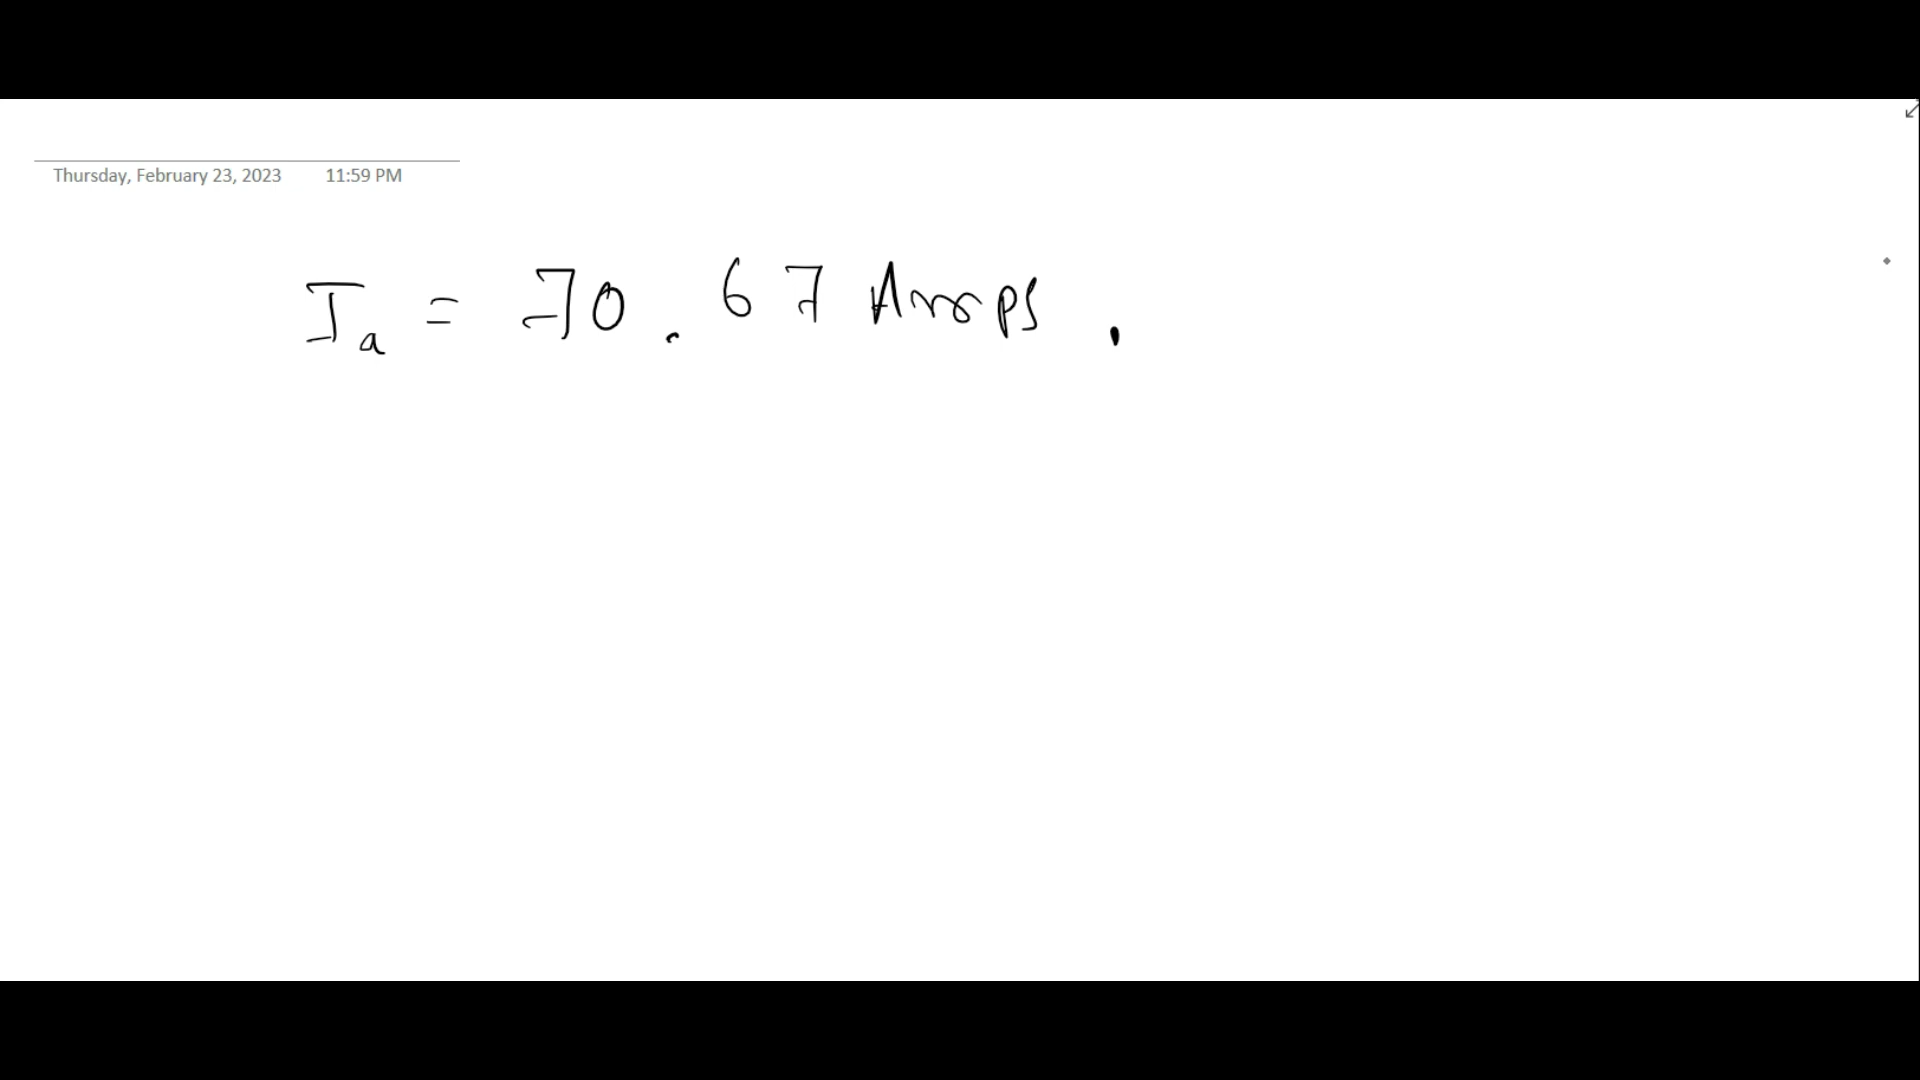 Thursday, February 23, 2023 11:59 PM
Ia = 70.67 Amps.